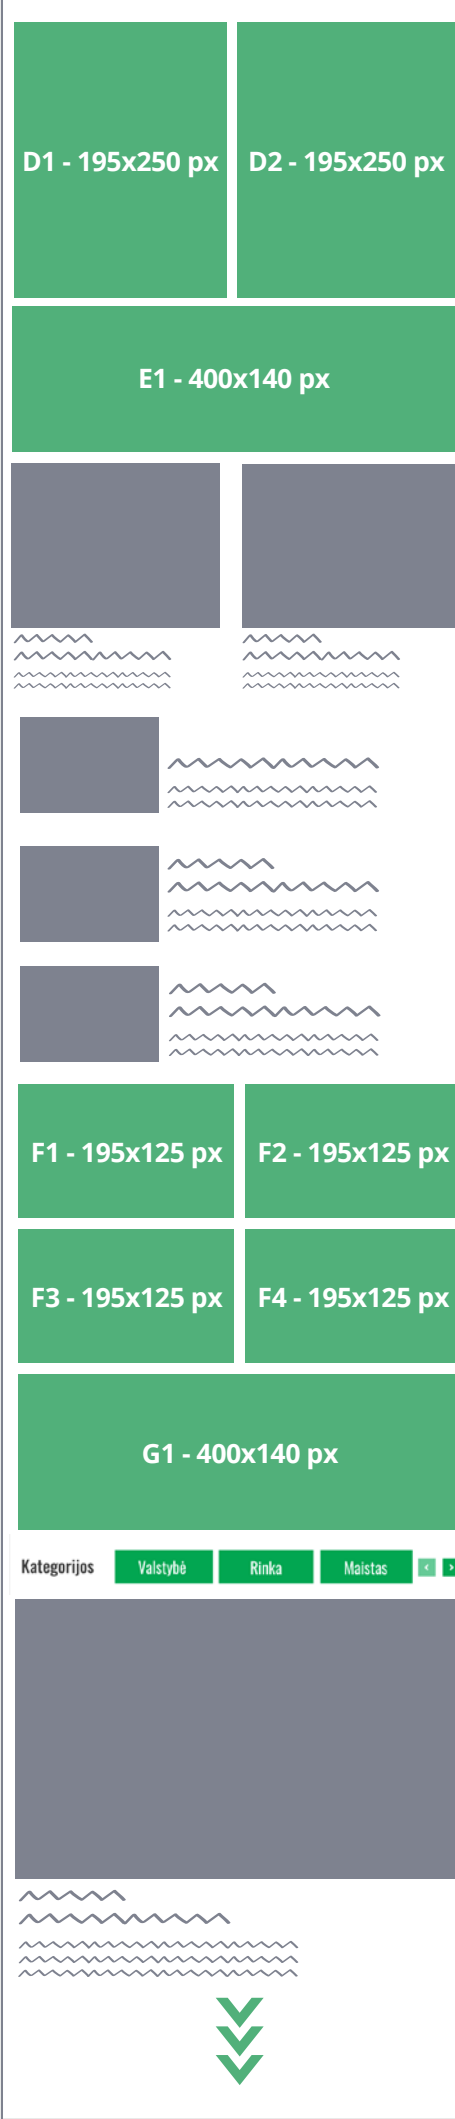 D1 - 195x250 px D2 - 195x250 px
E1 - 400x140 px
F1 - 195x125 px F2 - 195x125 px
F3 - 195x125 px F4 - 195x125 px
G1 - 400x140 px
Kategorijos Valstybė Rinka Maistas